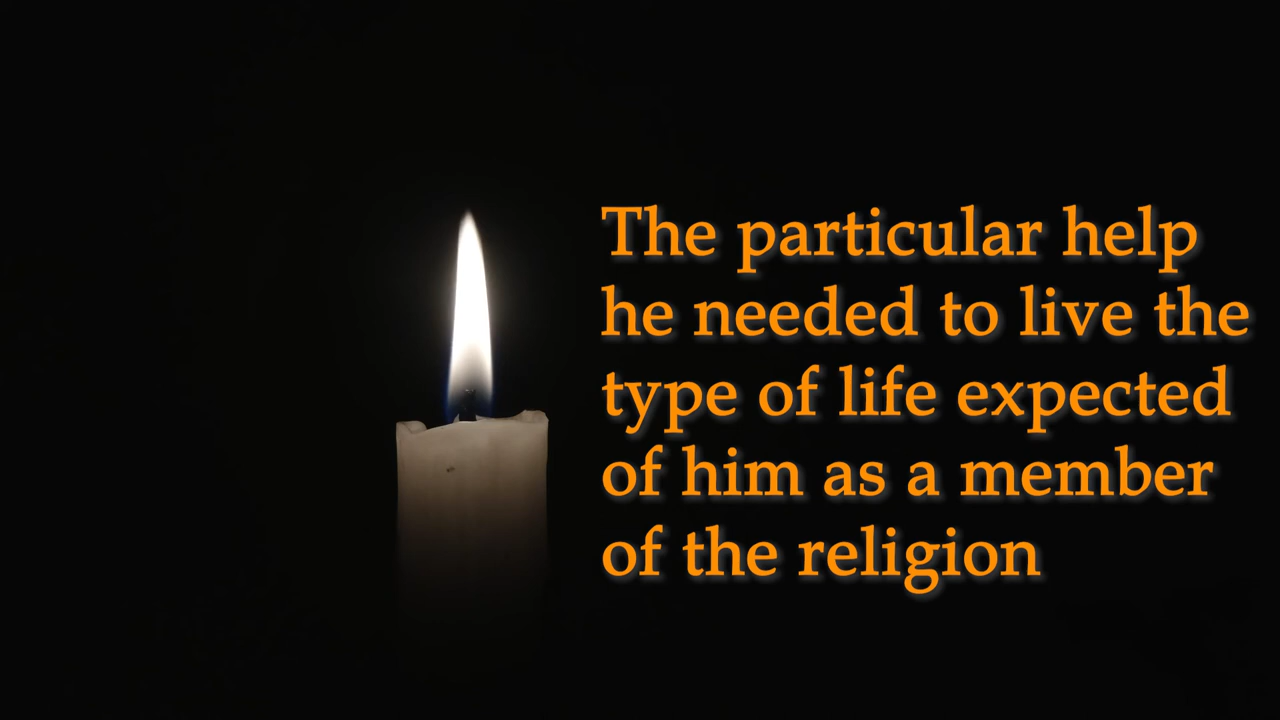 The particular help
he needed to live the
type of life expected
of him as a member
of the religion